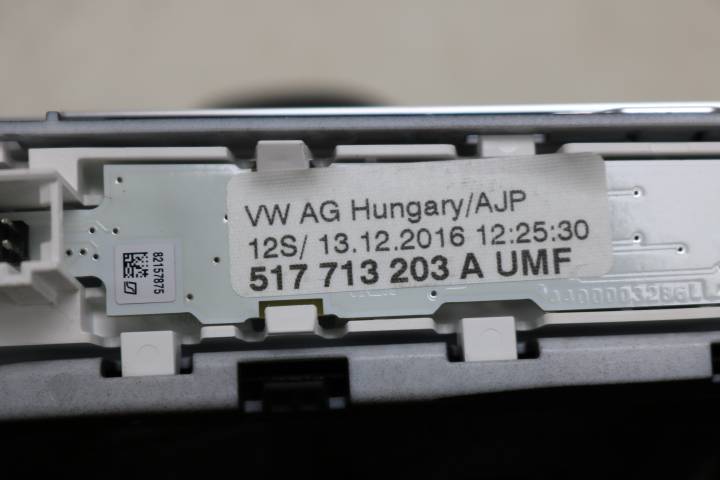 VW AG Hungary/AJP
12S/ 13.12.2016 12:25:30
517 713 203 A UMF
82157875